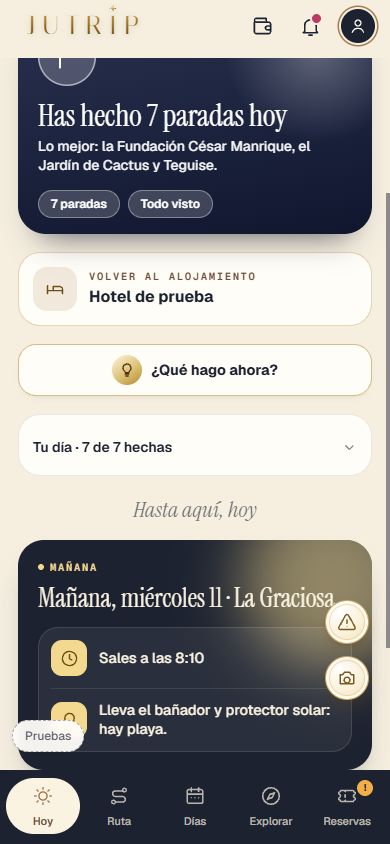 JUTRIP
Has hecho 7 paradas hoy
Lo mejor: la Fundación César Manrique, el
Jardín de Cactus y Teguise.
7 paradas
Todo visto
VOLVER AL ALOJAMIENTO
Hotel de prueba
¿Qué hago ahora?
Tu día · 7 de 7 hechas
Hasta aquí, hoy
MAÑANA
Mañana, miércoles 11 · La Graciosa
Sales a las 8:10
Lleva el bañador y protector solar:
hay playa.
Pruebas
Hoy
Ruta
Días
Explorar
!
Reservas